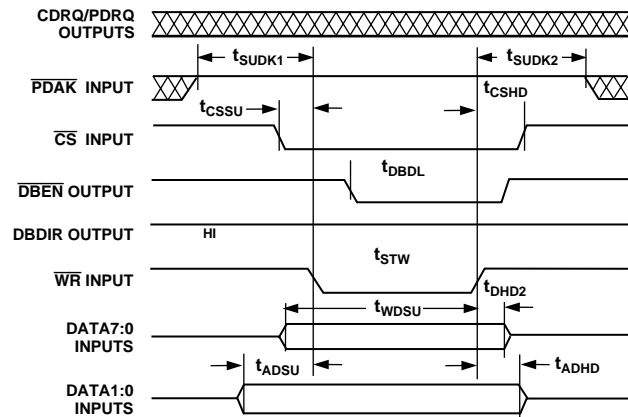 CDRQ/PDRQ
OUTPUTS
tSUDK1
tSUDK2
PDAK INPUT
tCSSU
tCSHD
CS INPUT
tDBDL
DBEN OUTPUT
DBDIR OUTPUT
HI
tSTW
WR INPUT
tDHD2
tWDSU
DATA7:0
INPUTS
tADSU
tADHD
DATA1:0
INPUTS